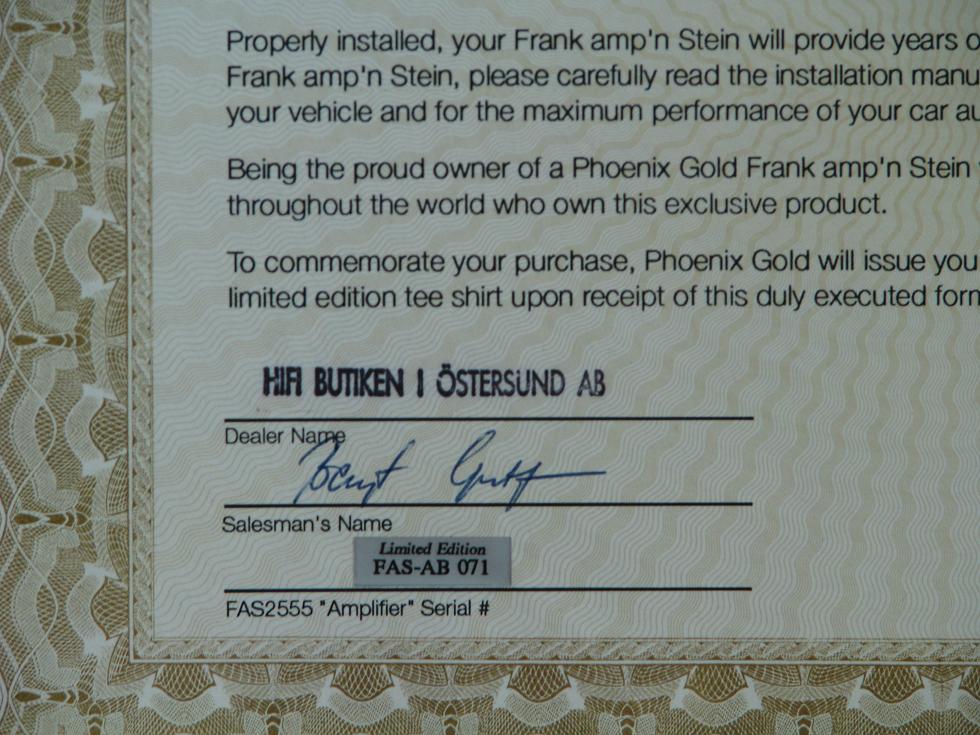 Properly installed, your Frank amp'n Stein will provide years o
Frank amp'n Stein, please carefully read the installation manu
your vehicle and for the maximum performance of your car au
Being the proud owner of a Phoenix Gold Frank amp'n Stein
throughout the world who own this exclusive product.
To commemorate your purchase, Phoenix Gold will issue you
limited edition tee shirt upon receipt of this duly executed form
HIFI BUTIKEN I ÖSTERSUND AB
Dealer Name
Bengt
Salesman's Name
Limited Edition
FAS-AB 071
FAS2555 "Amplifier" Serial #